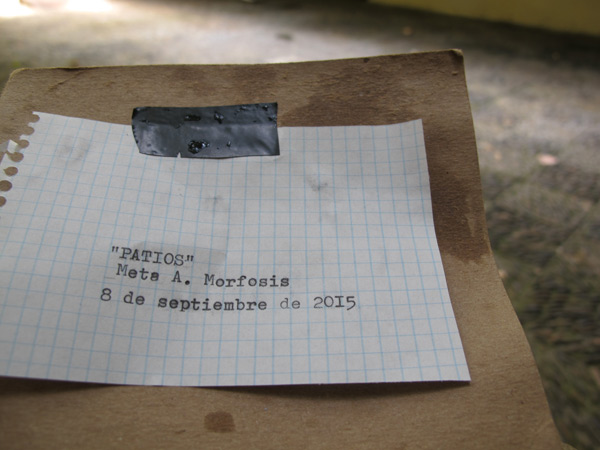 "PATIOS"
Meta A. Morfosis
8 de septiembre de 2015